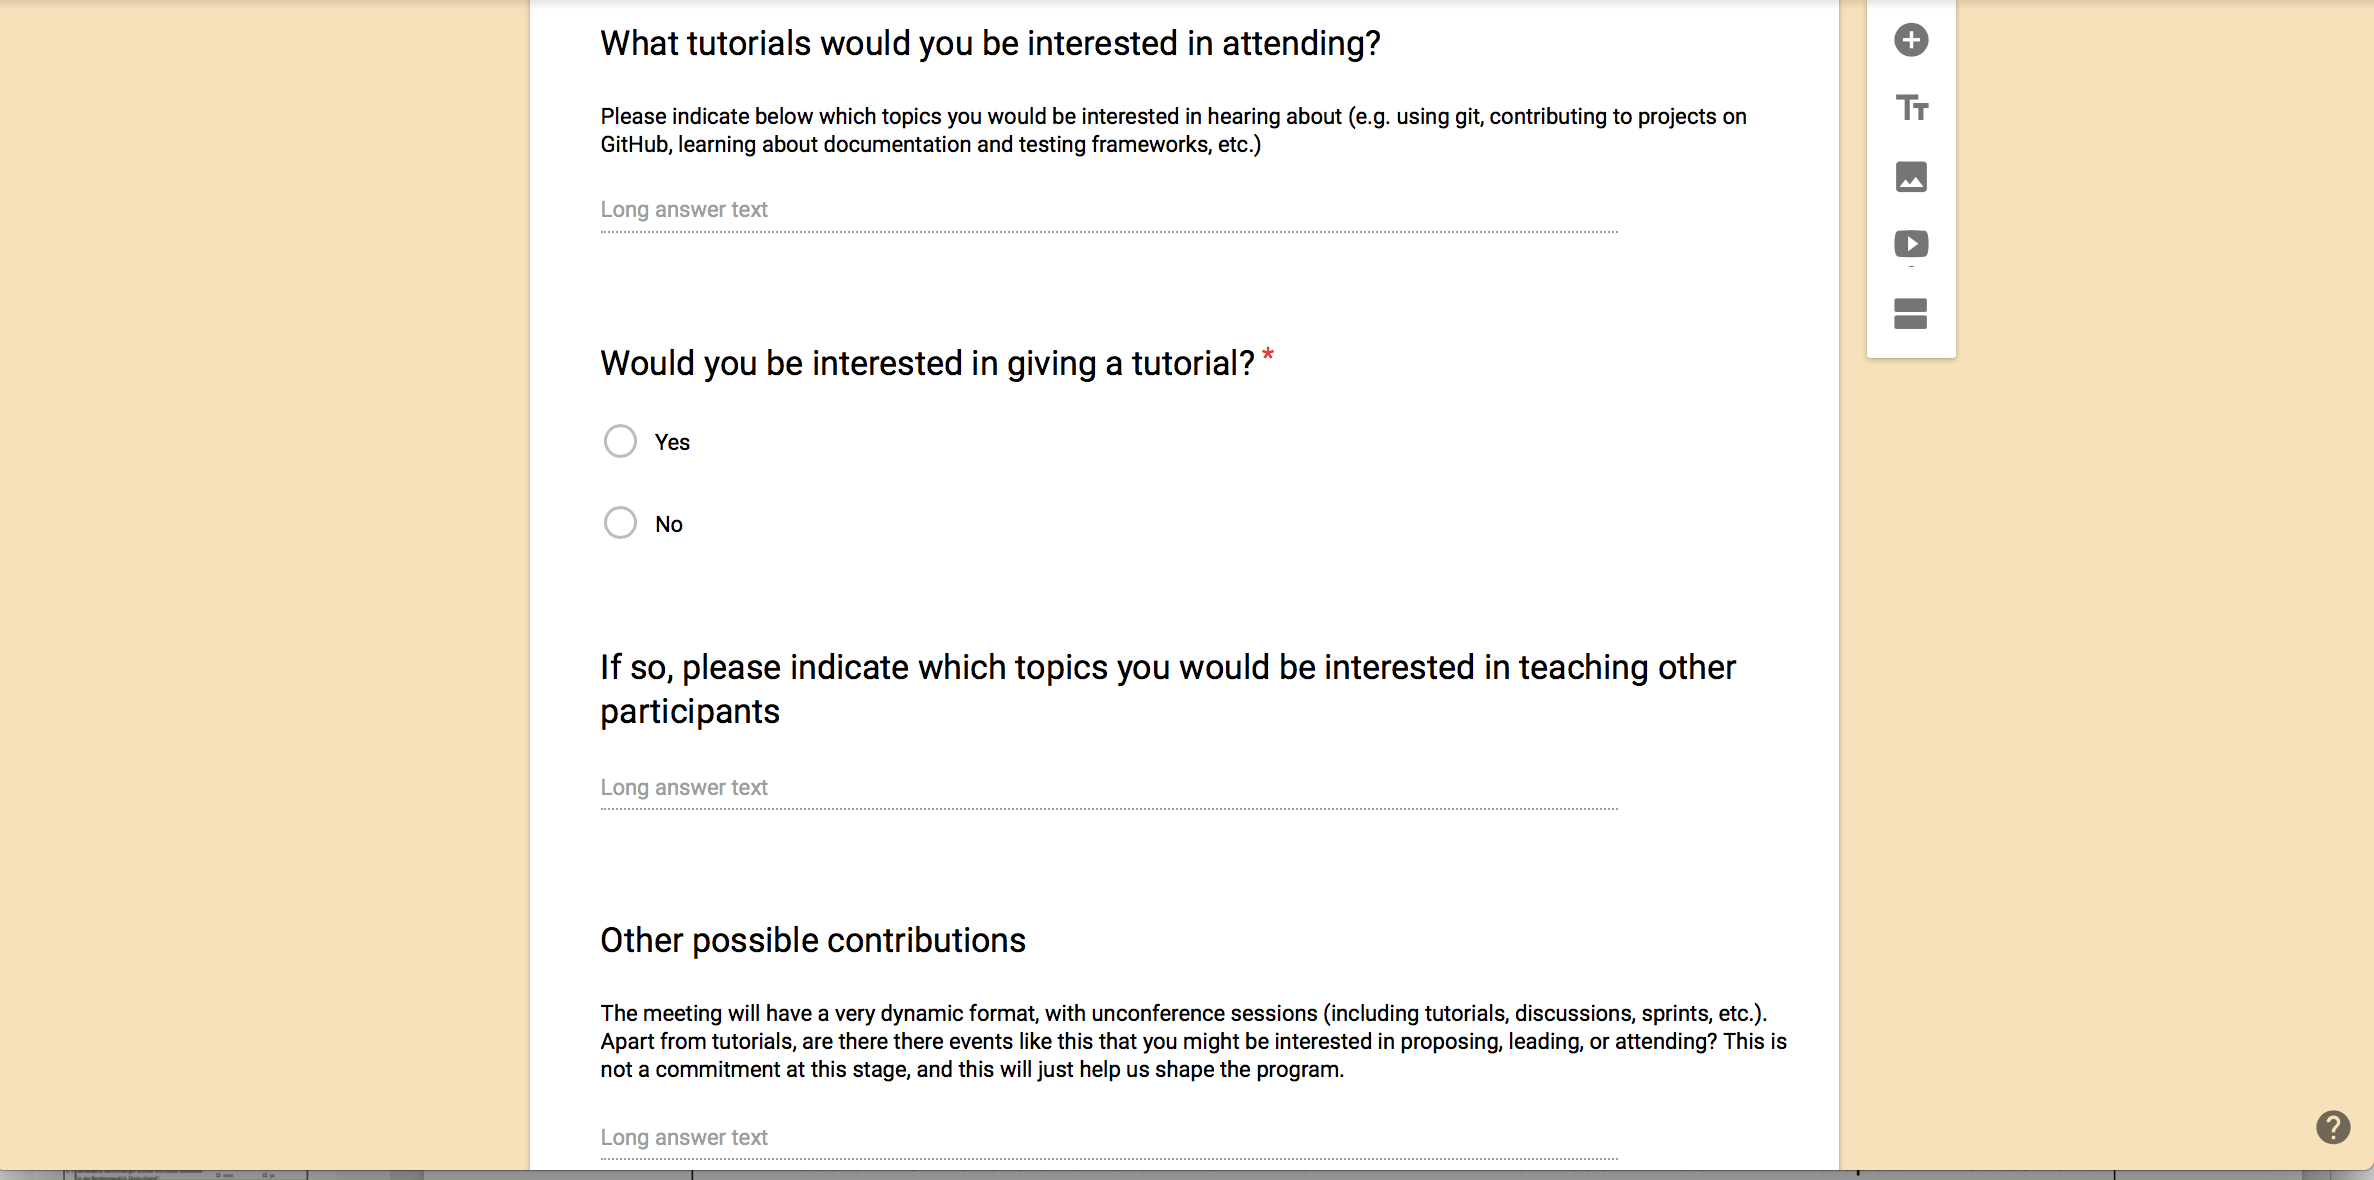 What tutorials would you be interested in attending?
Please indicate below which topics you would be interested in hearing about (e.g. using git, contributing to projects on
GitHub, learning about documentation and testing frameworks, etc.)
Long answer text
Would you be interested in giving a tutorial? *
Yes
No
If so, please indicate which topics you would be interested in teaching other
participants
Long answer text
Other possible contributions
The meeting will have a very dynamic format, with unconference sessions (including tutorials, discussions, sprints, etc.).
Apart from tutorials, are there there events like this that you might be interested in proposing, leading, or attending? This is
not a commitment at this stage, and this will just help us shape the program.
Long answer text